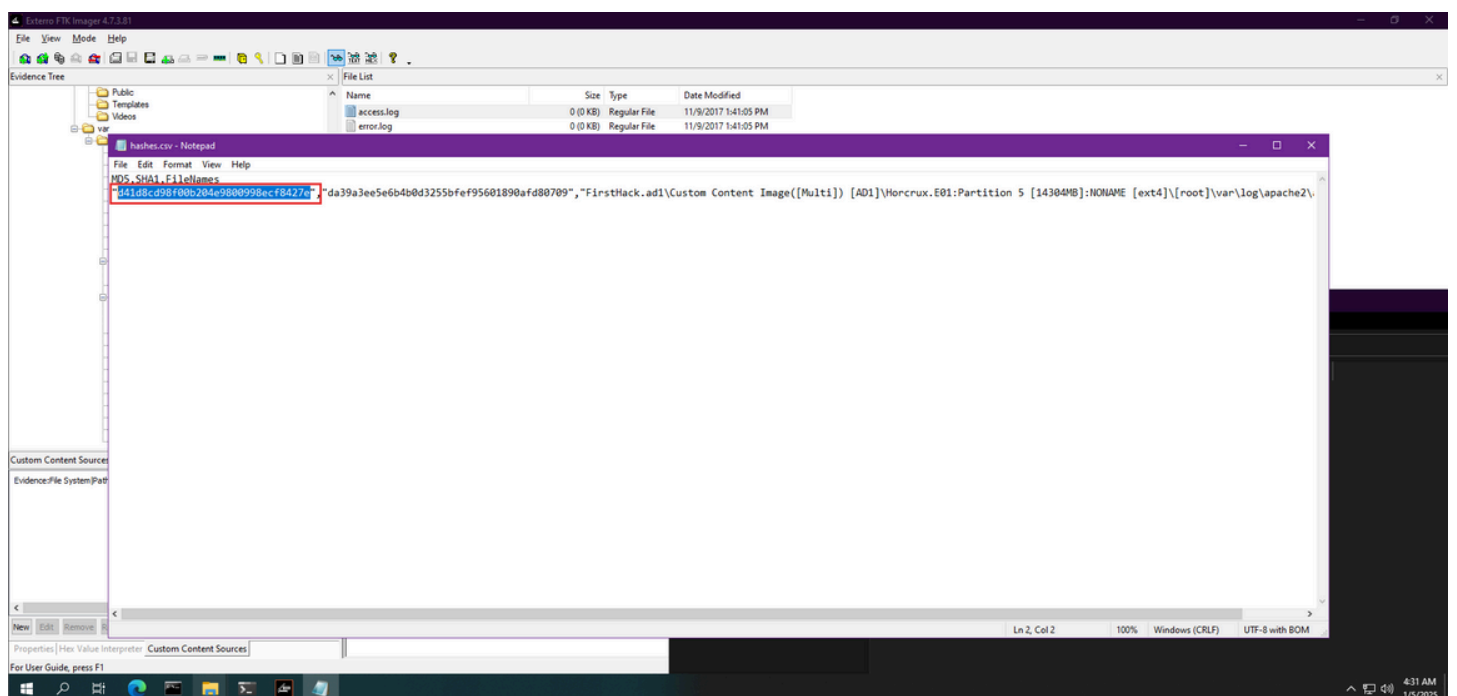 Exterro FTK Imager 4.7.3.81
File View Mode Help
Evidence Tree
File List
Public
Templates
Videos
var
Name Size Type Date Modified
access.log 0 (0 KB) Regular File 11/9/2017 1:41:05 PM
error.log 0 (0 KB) Regular File 11/9/2017 1:41:05 PM
hashes.csv - Notepad
File Edit Format View Help
MD5,SHA1,FileNames
"d41d8cd98f00b204e9800998ecf8427e","da39a3ee5e6b4b0d3255bfef95601890afd80709","FirstHack.ad1\Custom Content Image([Multi]) [AD1]\Horcrux.E01:Partition 5 [14304MB]:NONAME [ext4]\[root]\var\log\apache2\
Custom Content Sources
Evidence:File System|Path
New Edit Remove R
Ln 2, Col 2 100% Windows (CRLF) UTF-8 with BOM
Properties Hex Value Interpreter Custom Content Sources
For User Guide, press F1
4:31 AM
1/5/2025